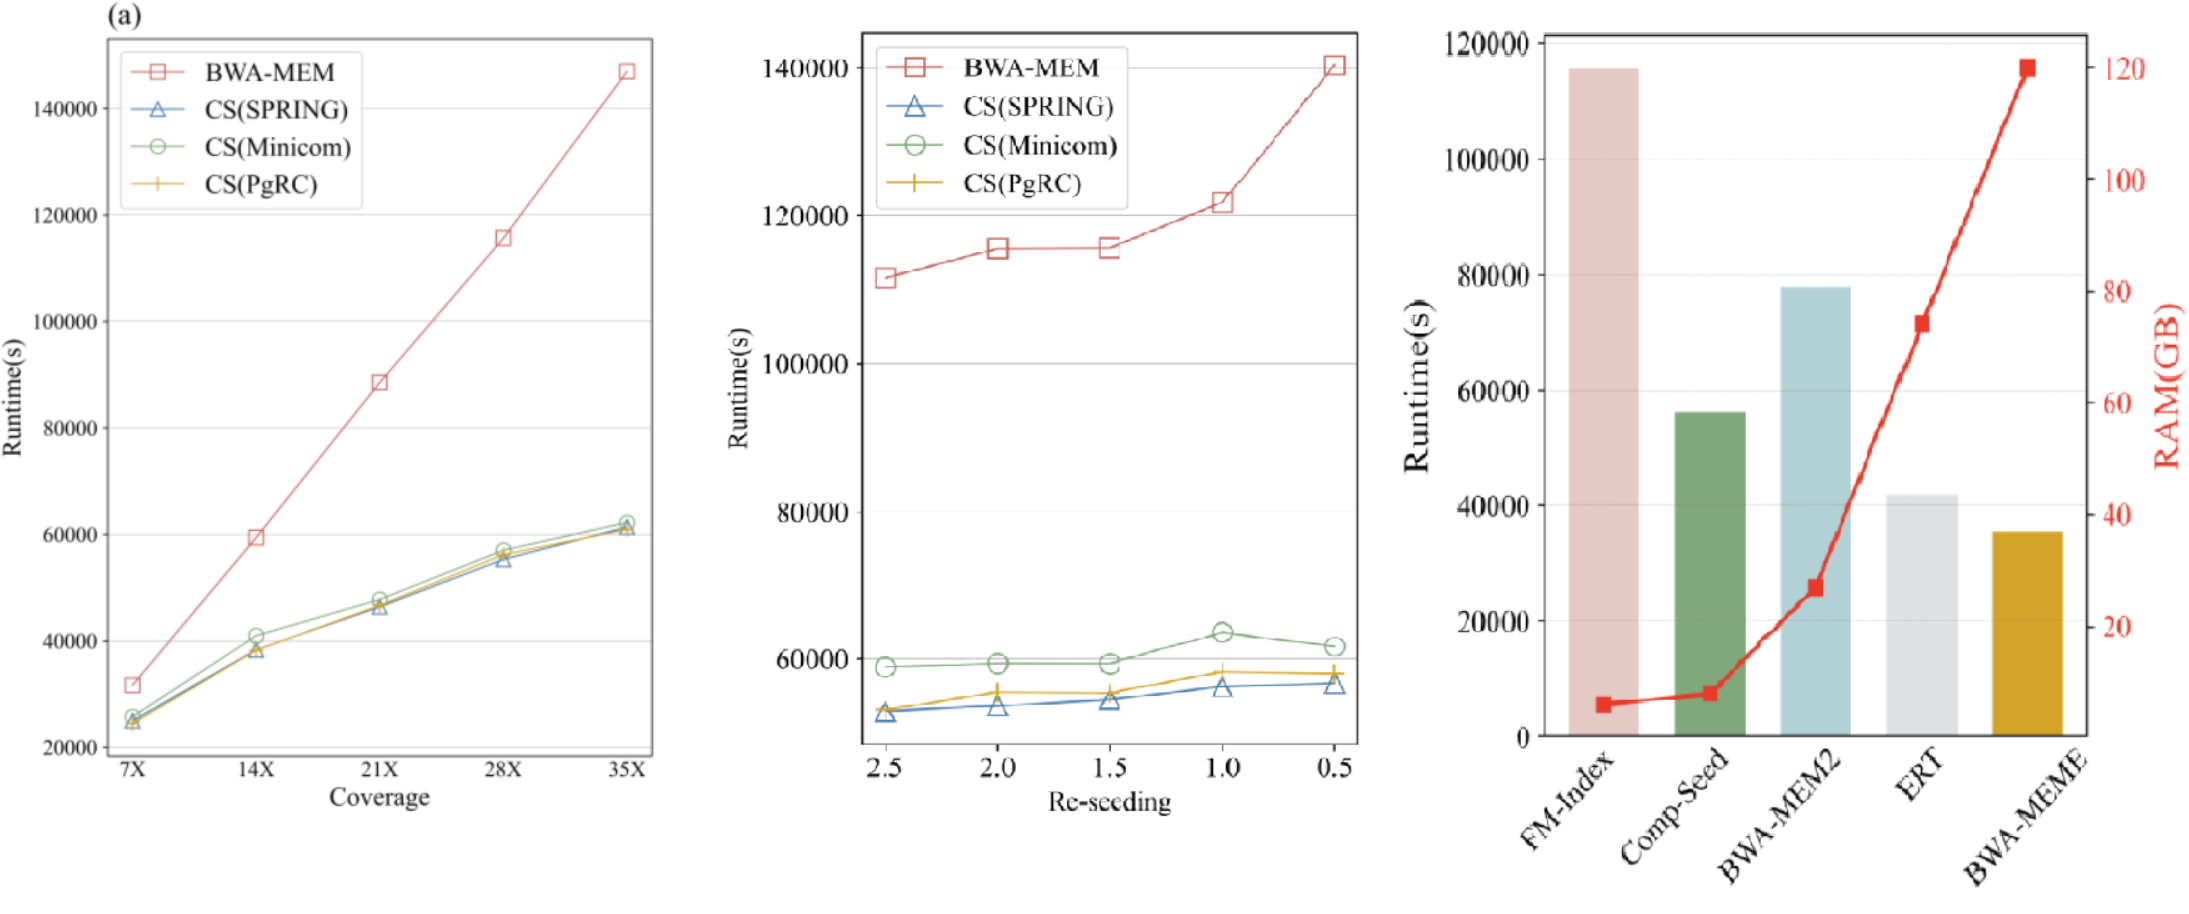 (a)
BWA-MEM
CS(SPRING)
CS(Minicom)
CS(PgRC)
140000
120000
100000
80000
60000
40000
20000
Runtime(s)
7X 14X 21X 28X 35X
Coverage
BWA-MEM
CS(SPRING)
CS(Minicom)
CS(PgRC)
140000
120000
100000
80000
60000
Runtime(s)
2.5 2.0 1.5 1.0 0.5
Re-seeding
120000
100000
80000
60000
40000
20000
0
Runtime(s)
120
100
80
60
40
20
RAM(GB)
FM-Index
Comp-Seed
BWA-MEM2
ERT
BWA-MEME